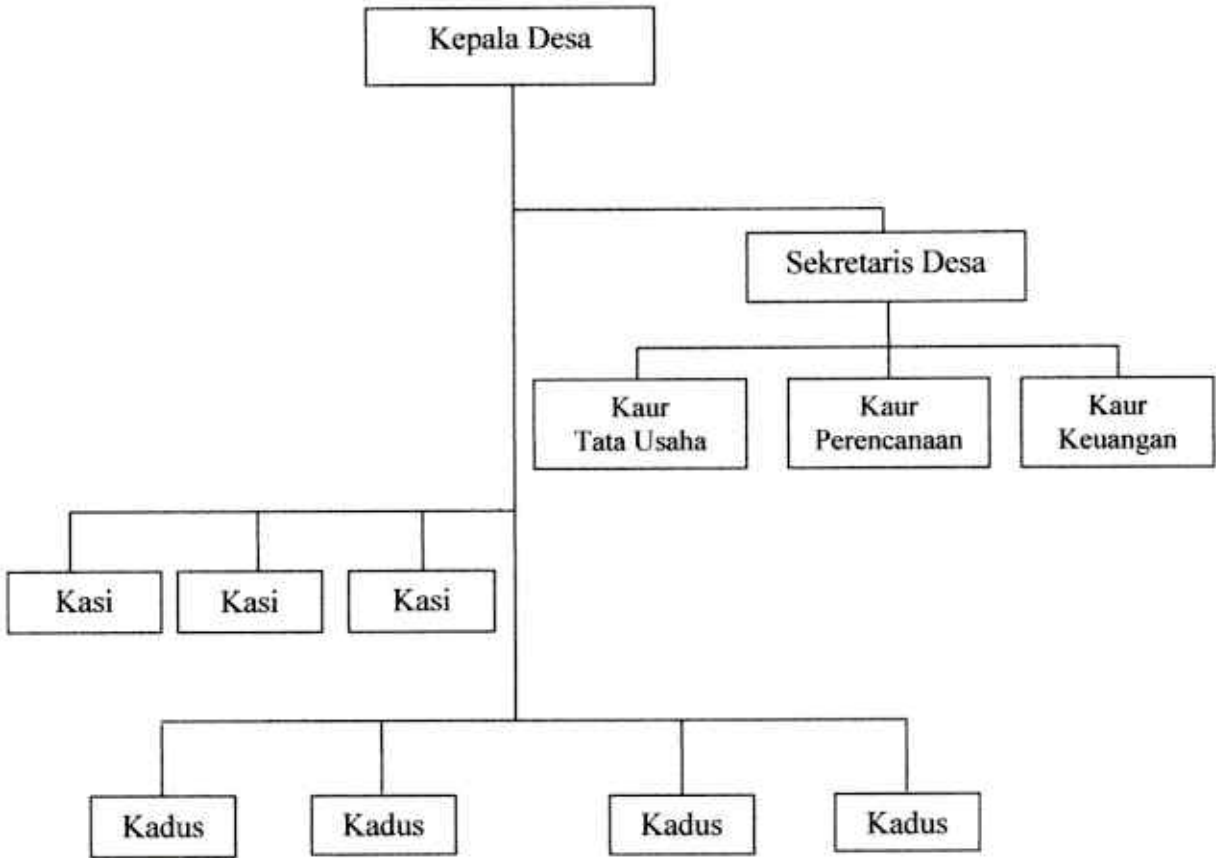 Kepala Desa
Sekretaris Desa
Kaur
Tata Usaha
Kaur
Perencanaan
Kaur
Keuangan
Kasi
Kasi
Kasi
Kadus
Kadus
Kadus
Kadus